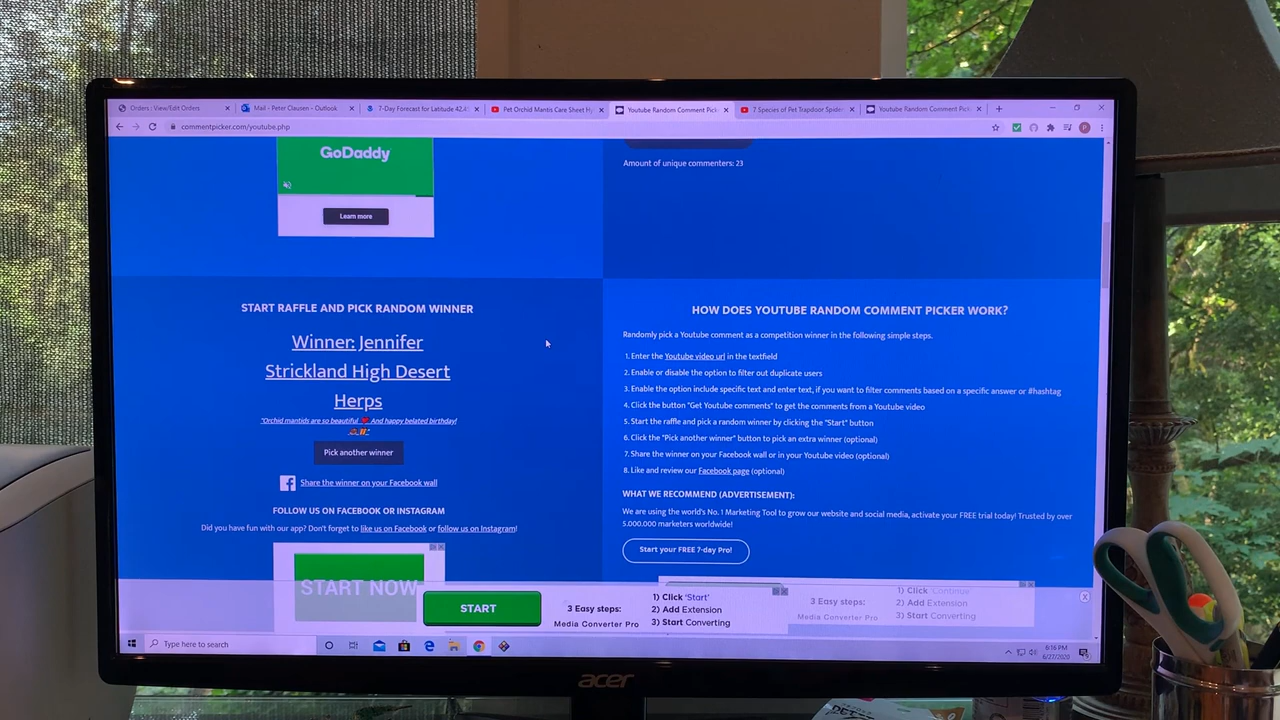 Orders : View/Edit Orders
Mail - Peter Clausen - Outlook
7-Day Forecast for Latitude 42.4
Pet Orchid Mantis Care Sheet H
Youtube Random Comment Pick
7 Species of Pet Trapdoor Spide
Youtube Random Comment Pick
commentpicker.com/youtube.php
P
GoDaddy
Learn more
Amount of unique commenters: 23
START RAFFLE AND PICK RANDOM WINNER
Winner: Jennifer
Strickland High Desert
Herps
"Orchid mantids are so beautiful And happy belated birthday!
Pick another winner
Share the winner on your Facebook wall
FOLLOW US ON FACEBOOK OR INSTAGRAM
Did you have fun with our app? Don't forget to like us on Facebook or follow us on Instagram!
START NOW
HOW DOES YOUTUBE RANDOM COMMENT PICKER WORK?
Randomly pick a Youtube comment as a competition winner in the following simple steps.
1. Enter the Youtube video url in the textfield
2. Enable or disable the option to filter out duplicate users
3. Enable the option include specific text and enter text, if you want to filter comments based on a specific answer or #hashtag
4. Click the button "Get Youtube comments" to get the comments from a Youtube video
5. Start the raffle and pick a random winner by clicking the "Start" button
6. Click the "Pick another winner" button to pick an extra winner (optional)
7. Share the winner on your Facebook wall or in your Youtube video (optional)
8. Like and review our Facebook page (optional)
WHAT WE RECOMMEND (ADVERTISEMENT):
We are using the world's No. 1 Marketing Tool to grow our website and social media, activate your FREE trial today! Trusted by over
5.000.000 marketers worldwide!
Start your FREE 7-day Pro!
START
3 Easy steps:
Media Converter Pro
1) Click 'Start'
2) Add Extension
3) Start Converting
3 Easy steps:
Media Converter Pro
1) Click 'Continue'
2) Add Extension
3) Start Converting
Type here to search
6:16 PM
6/27/2020
acer